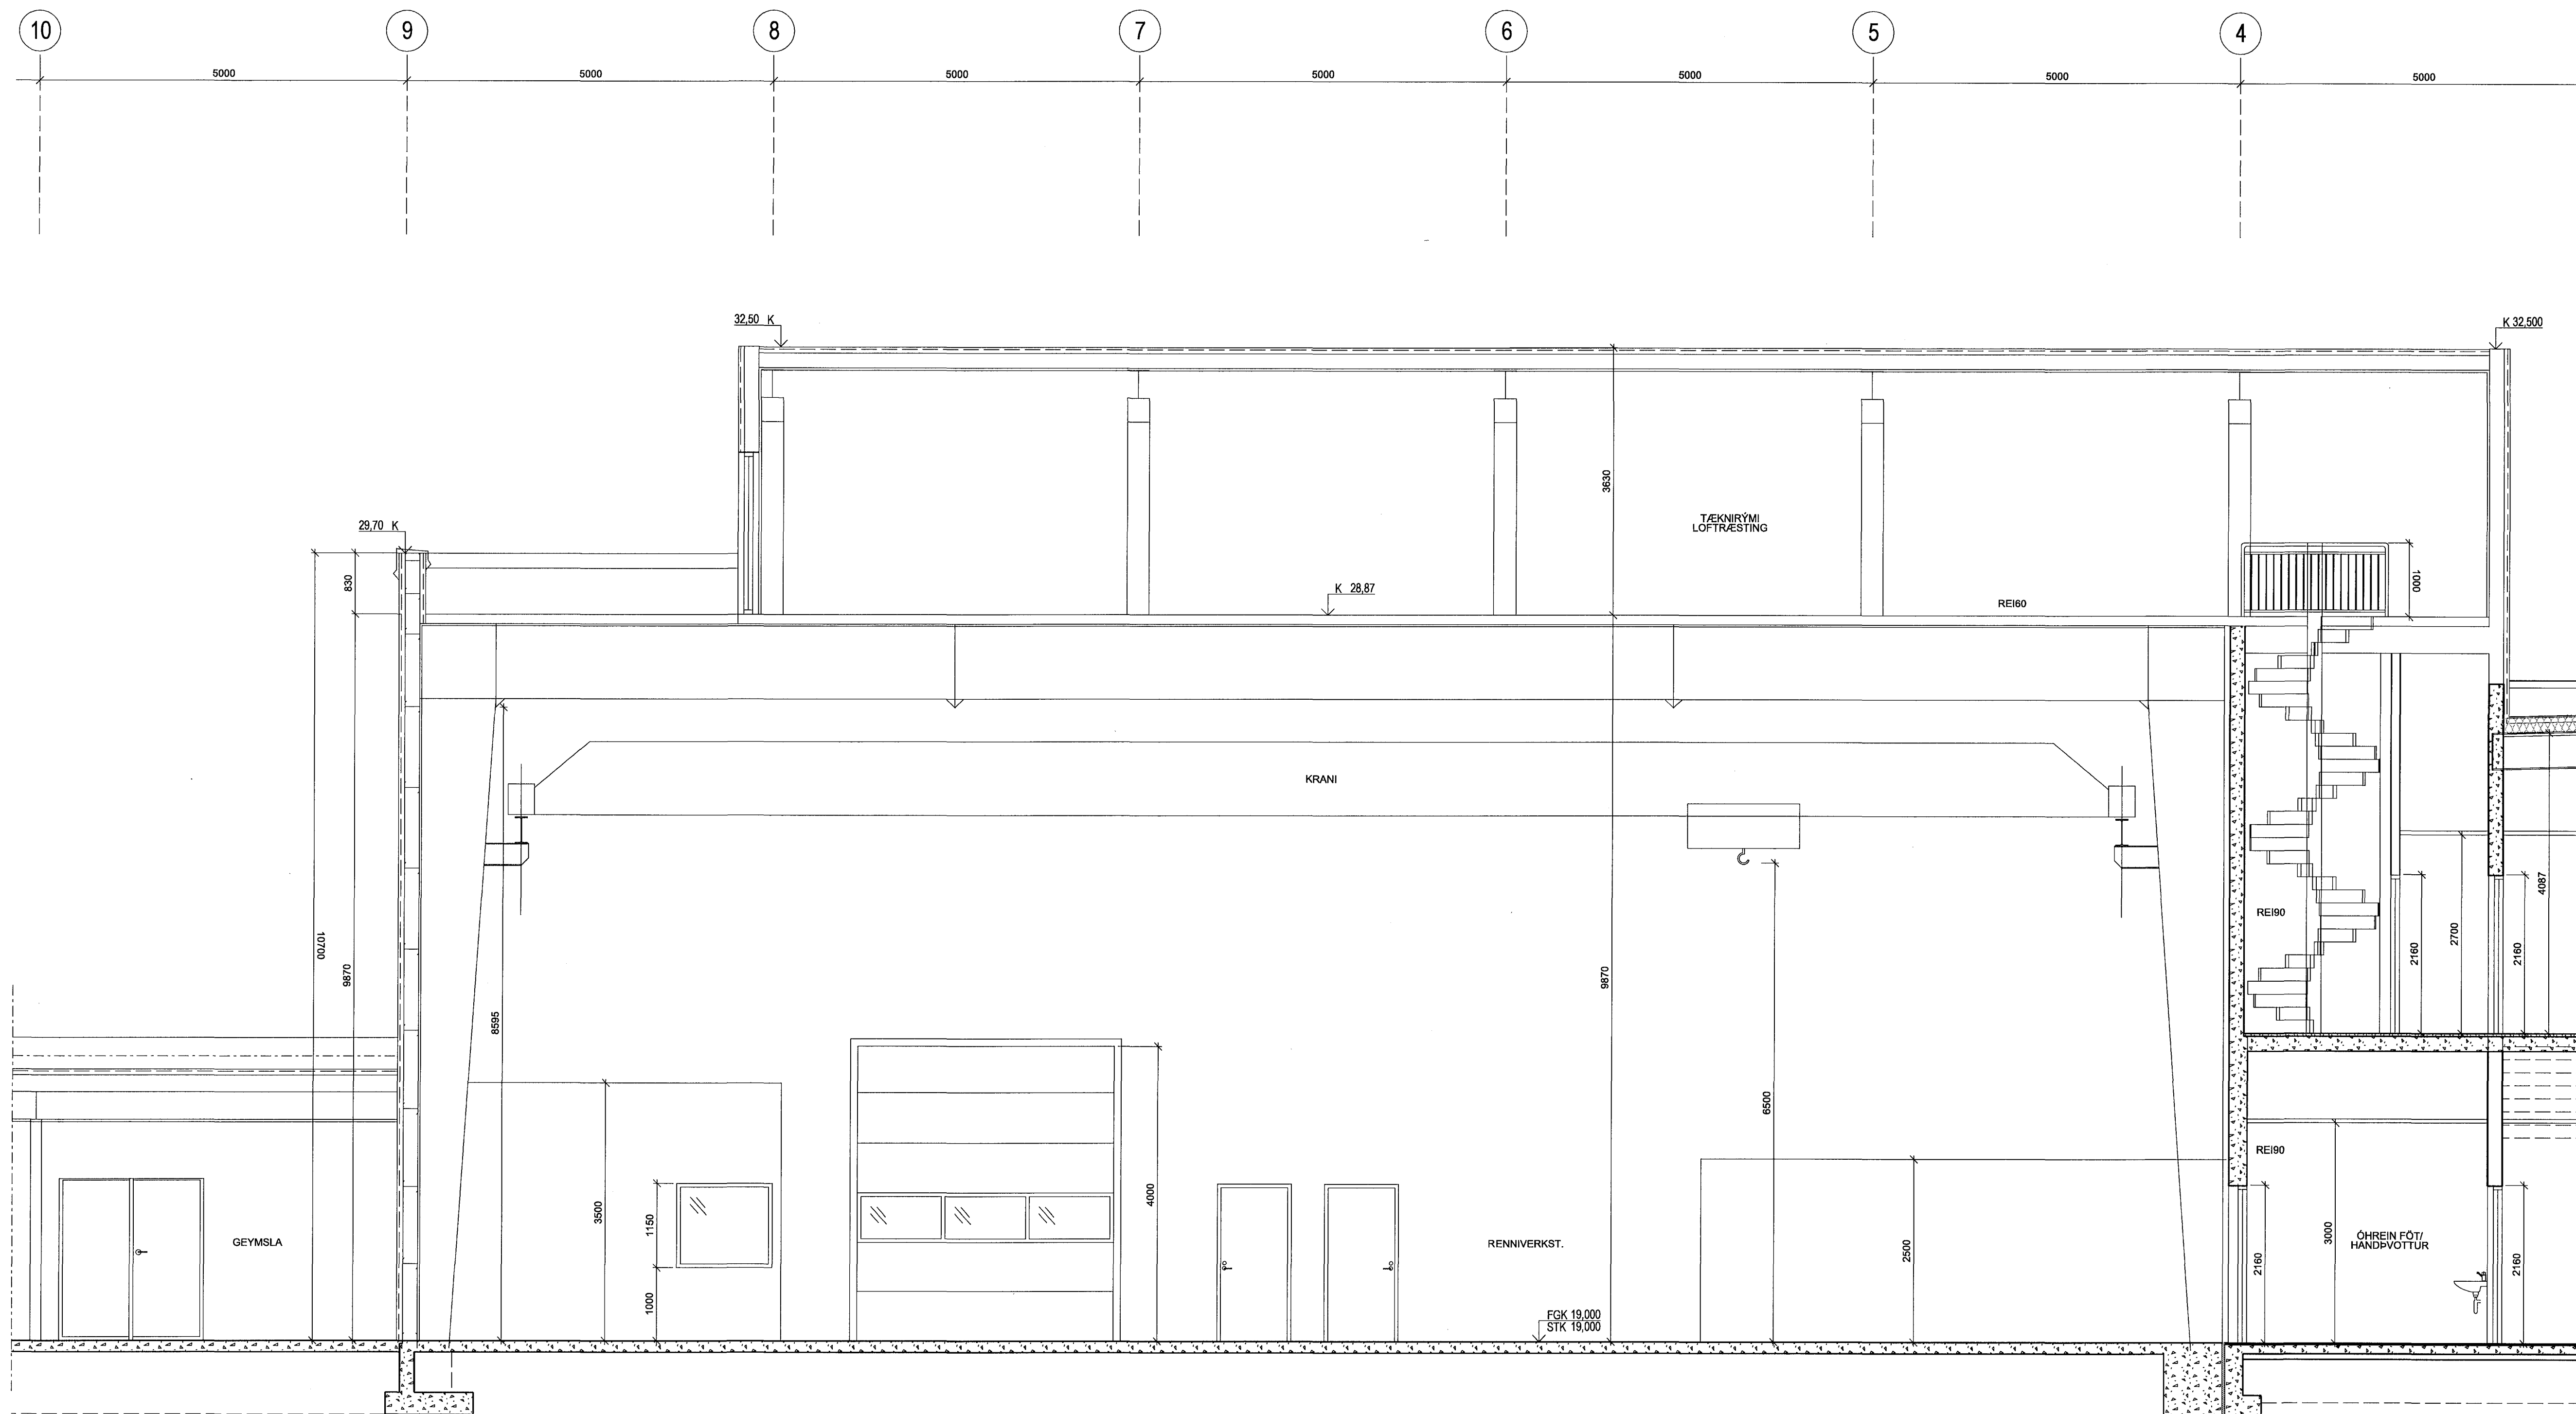 10
9
8
7
6
5
4
5000
5000
5000
5000
5000
5000
5000
32,50 K
K 32,500
3630
TÆKNIRÝMI
LOFTRÆSTING
29,70 K
830
K 28,87
REI60
1000
KRANI
10700
9870
8595
9870
6500
REI90
2160
2700
2160
4087
3500
1150
1000
4000
2500
GEYMSLA
RENNIVERKST.
FGK 19,000
STK 19,000
REI90
2160
3000
ÓHREIN FÖT/
HANDÞVOTTUR
2160